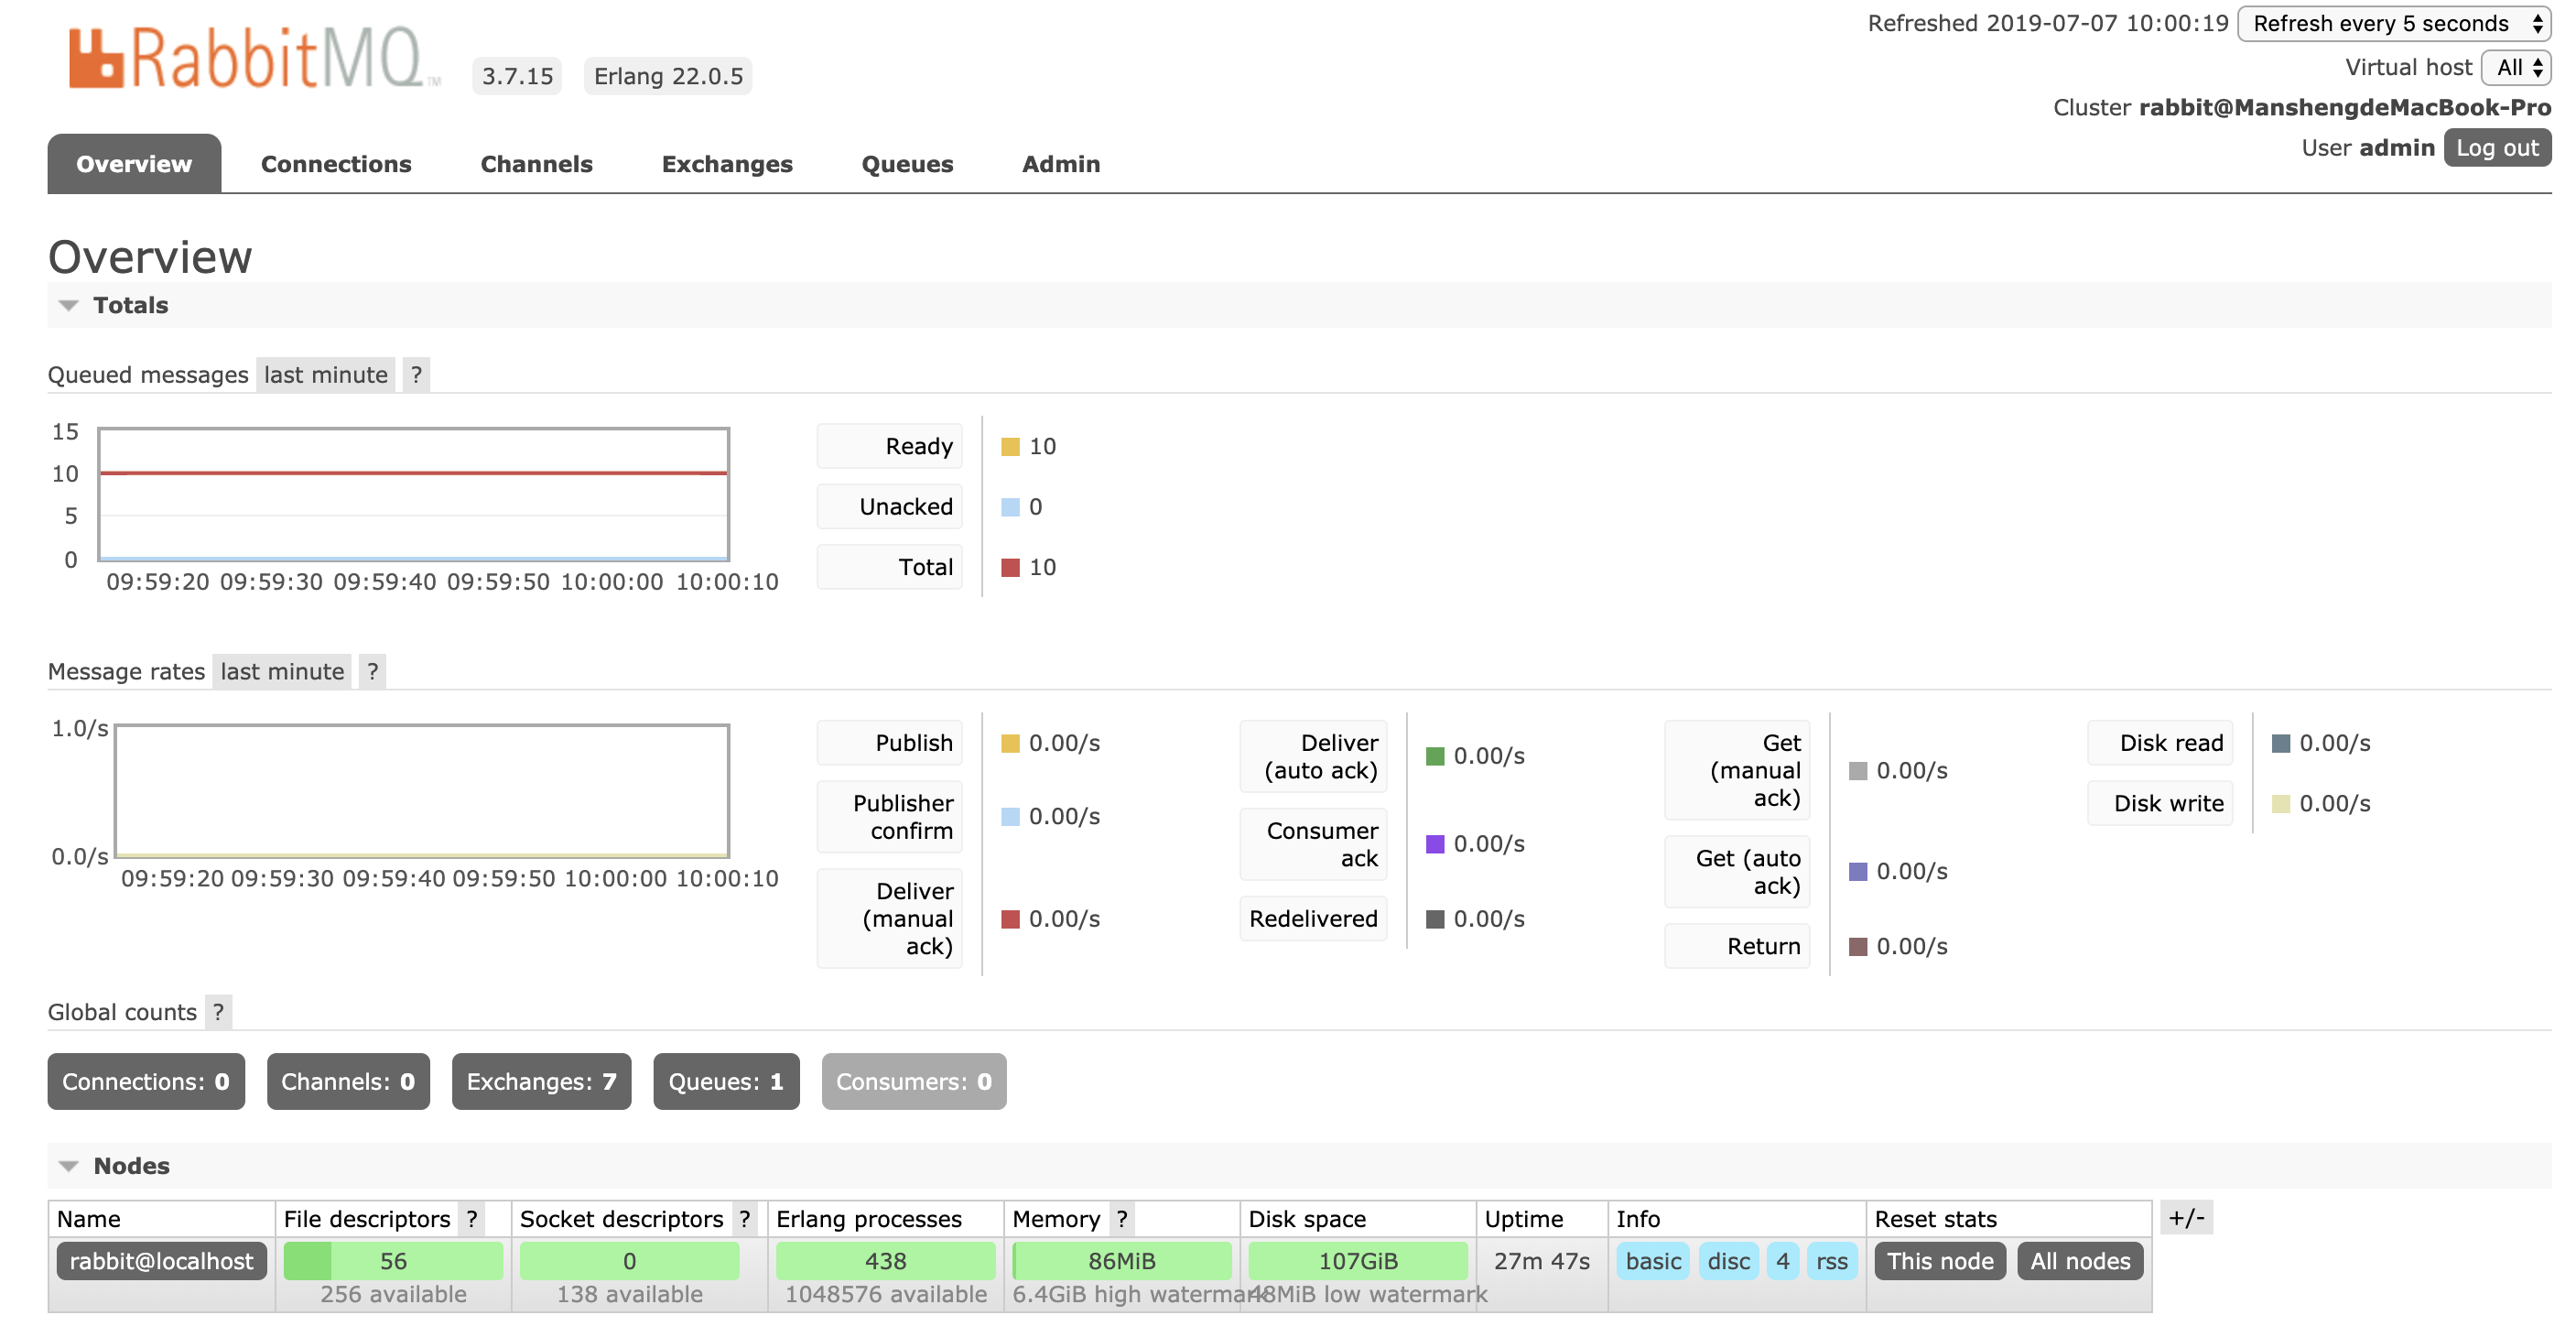 RabbitMQ™ 3.7.15 Erlang 22.0.5
Refreshed 2019-07-07 10:00:19 Refresh every 5 seconds
Virtual host All
Cluster rabbit@ManshengdeMacBook-Pro
User admin Log out
Overview Connections Channels Exchanges Queues Admin
Overview
Totals
Queued messages last minute ?
15
10
5
0
09:59:20 09:59:30 09:59:40 09:59:50 10:00:00 10:00:10
Ready 10
Unacked 0
Total 10
Message rates last minute ?
1.0/s
0.0/s
09:59:20 09:59:30 09:59:40 09:59:50 10:00:00 10:00:10
Publish 0.00/s
Publisher
confirm 0.00/s
Deliver
(manual
ack) 0.00/s
Deliver
(auto ack) 0.00/s
Consumer
ack 0.00/s
Redelivered 0.00/s
Get
(manual
ack) 0.00/s
Get (auto
ack) 0.00/s
Return 0.00/s
Disk read 0.00/s
Disk write 0.00/s
Global counts ?
Connections: 0 Channels: 0 Exchanges: 7 Queues: 1 Consumers: 0
Nodes
Name File descriptors ? Socket descriptors ? Erlang processes Memory ? Disk space Uptime Info Reset stats +/-
rabbit@localhost 56 0 438 86MiB 107GiB 27m 47s basic disc 4 rss This node All nodes
256 available 138 available 1048576 available 6.4GiB high watermark 48MiB low watermark